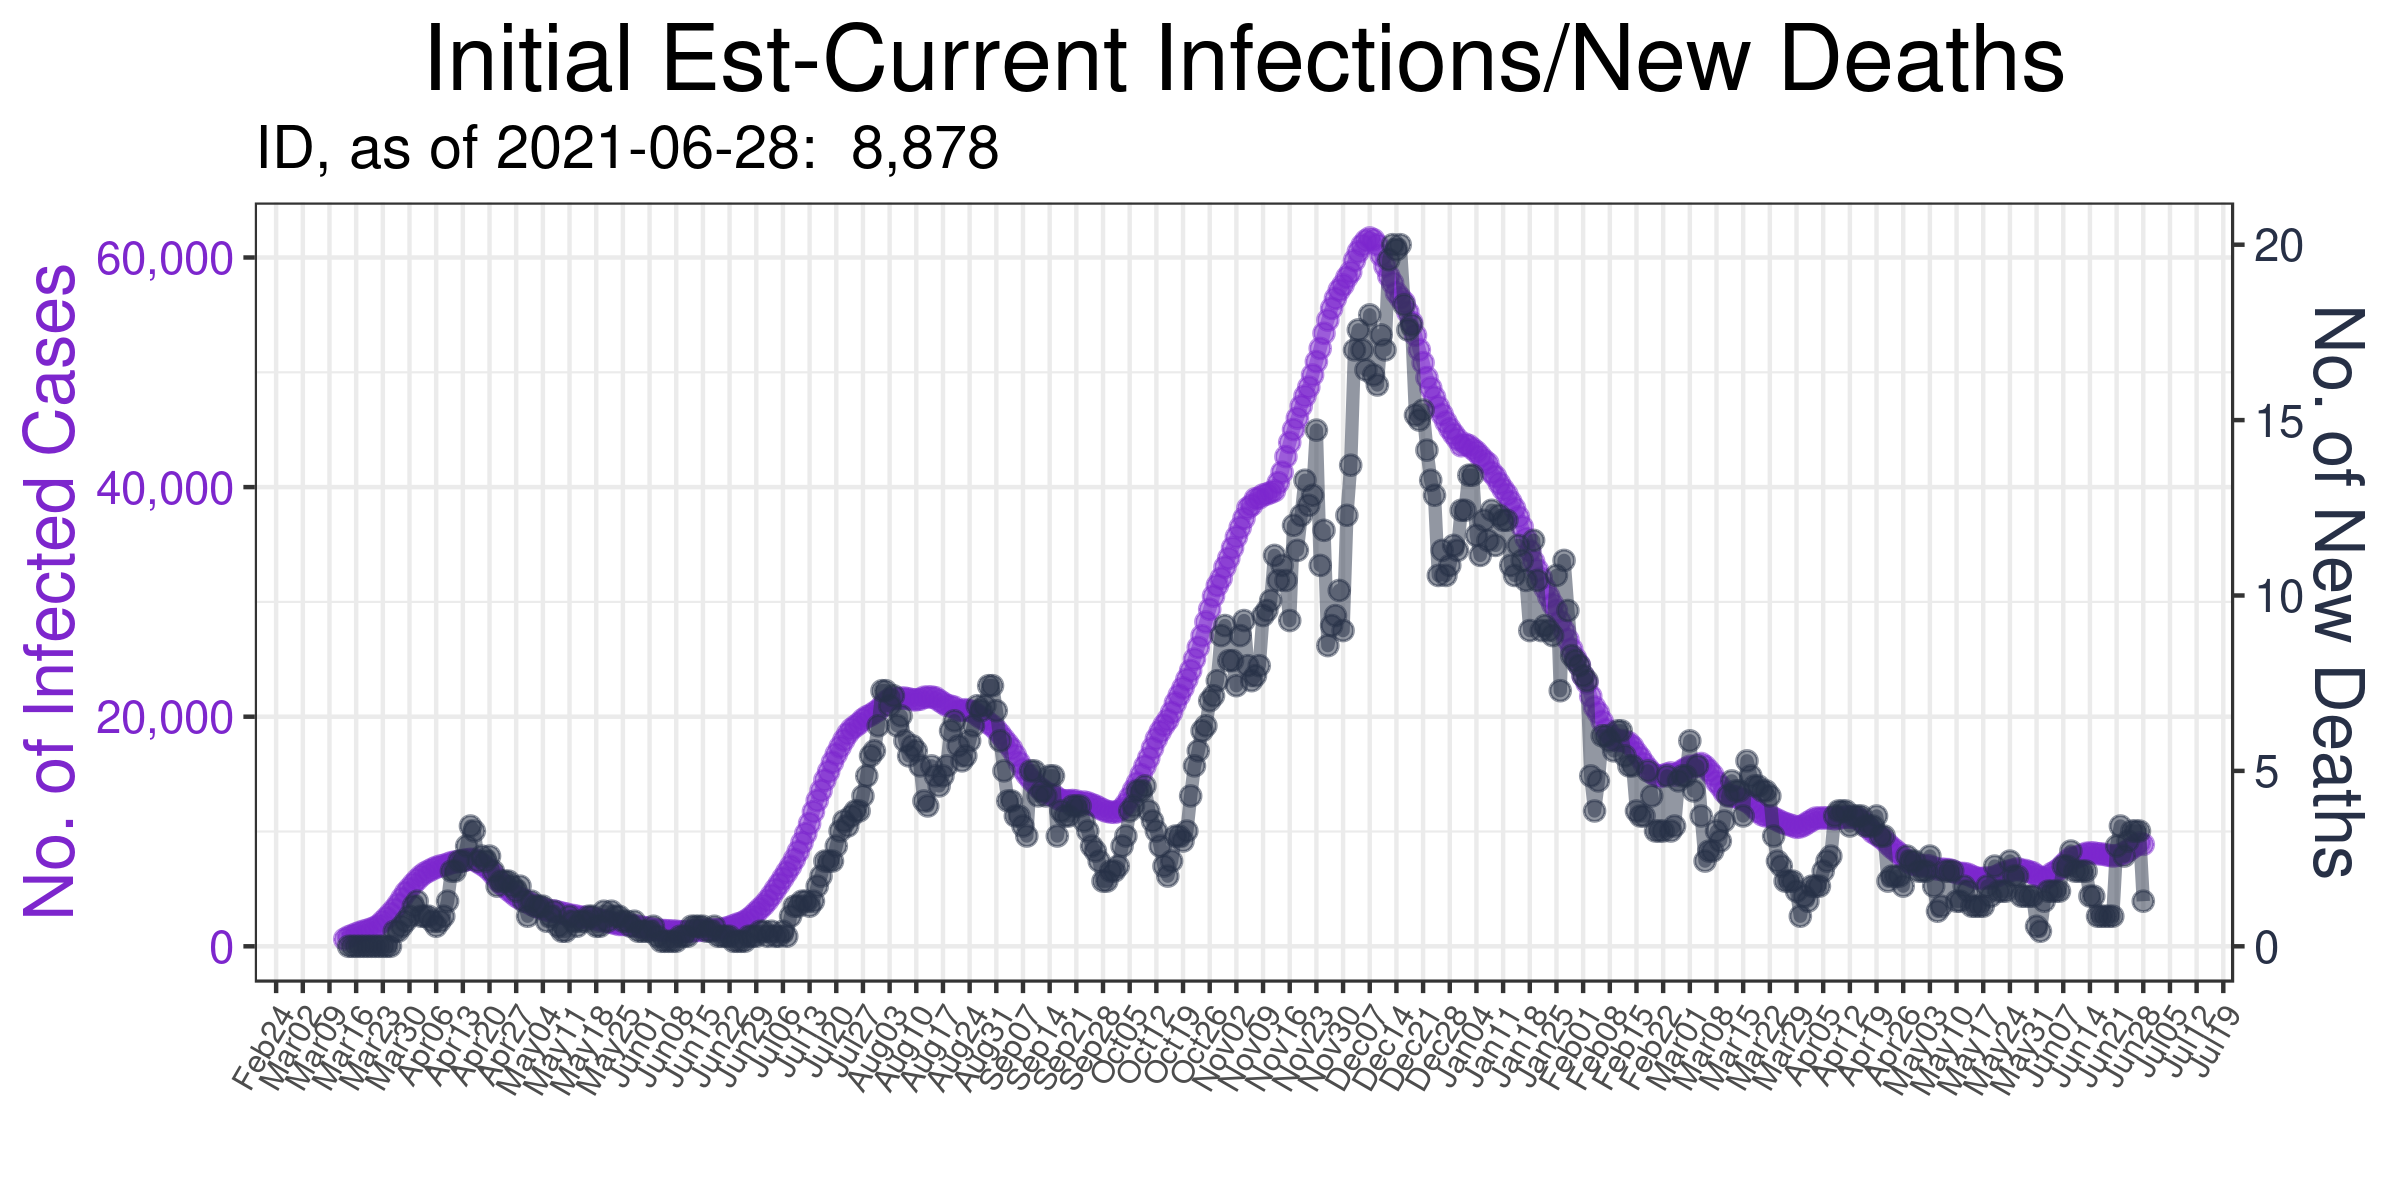 Initial Est-Current Infections/New Deaths
ID, as of 2021-06-28: 8,878
No. of Infected Cases
60,000
40,000
20,000
0
20
15
10
5
0
No. of New Deaths
Feb24
Mar02
Mar09
Mar16
Mar23
Mar30
Apr06
Apr13
Apr20
Apr27
May04
May11
May18
May25
Jun01
Jun08
Jun15
Jun22
Jun29
Jul06
Jul13
Jul20
Jul27
Aug03
Aug10
Aug17
Aug24
Aug31
Sep07
Sep14
Sep21
Sep28
Oct05
Oct12
Oct19
Oct26
Nov02
Nov09
Nov16
Nov23
Nov30
Dec07
Dec14
Dec21
Dec28
Jan04
Jan11
Jan18
Jan25
Feb01
Feb08
Feb15
Feb22
Mar01
Mar08
Mar15
Mar22
Mar29
Apr05
Apr12
Apr19
Apr26
May03
May10
May17
May24
May31
Jun07
Jun14
Jun21
Jun28
Jul05
Jul12
Jul19